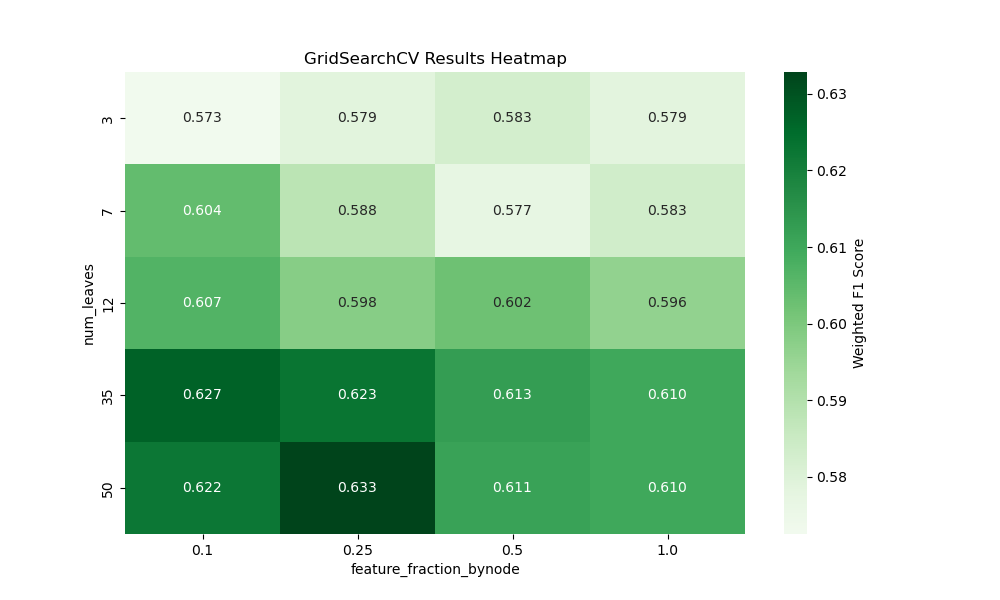 GridSearchCV Results Heatmap
3 0.573 0.579 0.583 0.579
7 0.604 0.588 0.577 0.583
12 0.607 0.598 0.602 0.596
35 0.627 0.623 0.613 0.610
50 0.622 0.633 0.611 0.610
num_leaves
0.1 0.25 0.5 1.0
feature_fraction_bynode
0.63
0.62
0.61
0.60
0.59
0.58
Weighted F1 Score